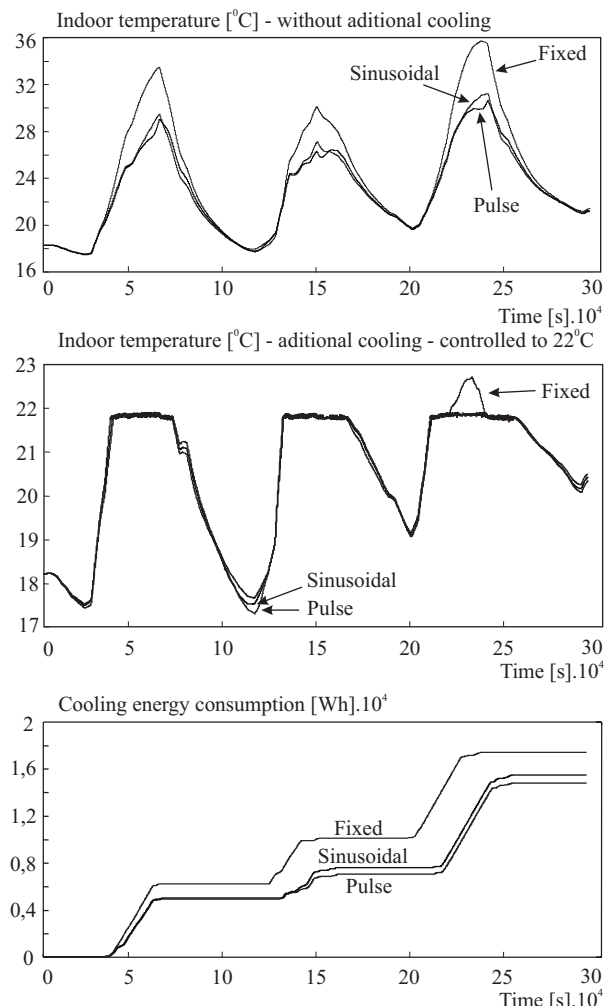 Indoor temperature [⁰C] - without aditional cooling
36
32
28
24
20
16
Sinusoidal
Fixed
Pulse
5
10
15
20
25
30
Time [s].10⁴
Indoor temperature [⁰C] - aditional cooling - controlled to 22⁰C
23
22
21
20
19
18
17
Fixed
Sinusoidal
Pulse
5
10
15
20
25
30
Time [s].10⁴
Cooling energy consumption [Wh].10⁴
2
1,6
1,2
0,8
0,4
0
Fixed
Sinusoidal
Pulse
5
10
15
20
25
30
Time [s].10⁴